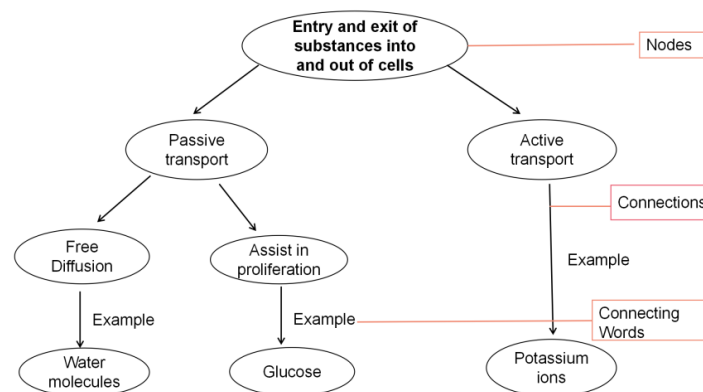 Entry and exit of
substances into
and out of cells
Nodes
Passive
transport
Active
transport
Connections
Free
Diffusion
Assist in
proliferation
Example
Example
Example
Connecting
Words
Water
molecules
Glucose
Potassium
ions